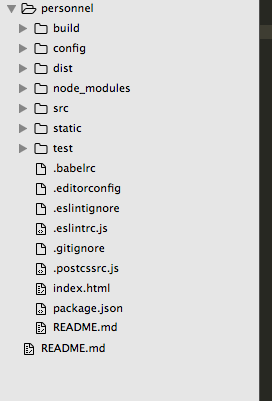 personnel
build
config
dist
node_modules
src
static
test
.babelrc
.editorconfig
.eslintignore
.eslintrc.js
.gitignore
.postcssrc.js
index.html
package.json
README.md
README.md